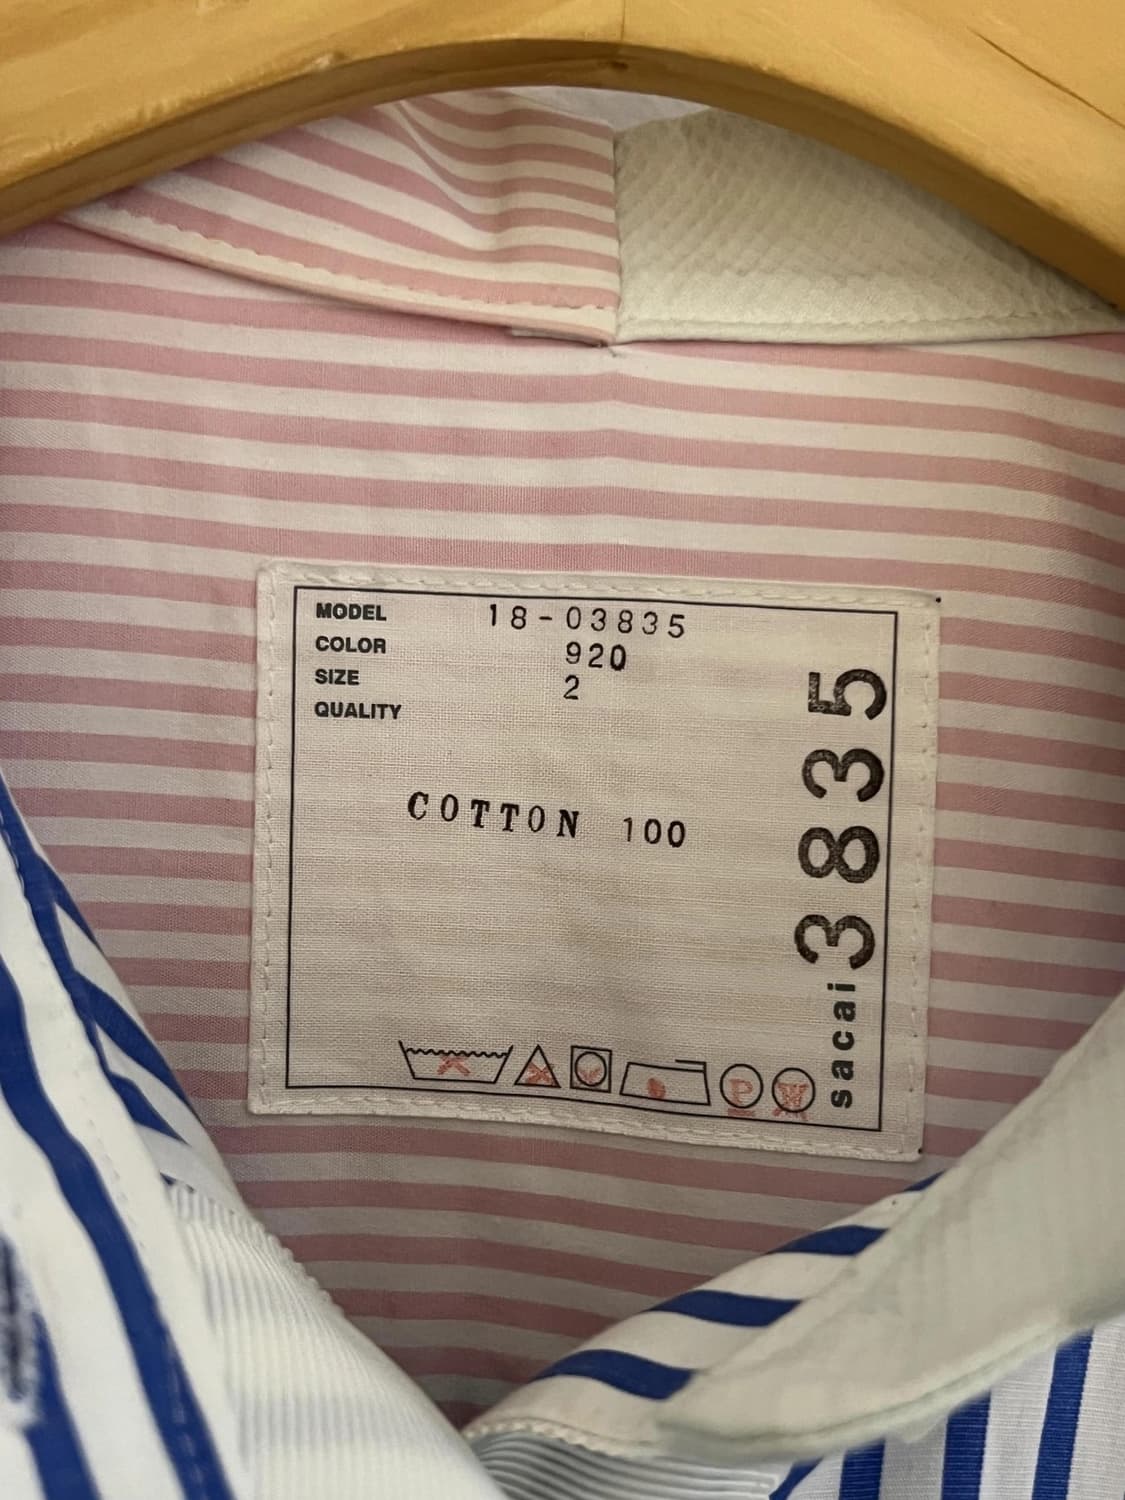 MODEL 18-03835
COLOR 920
SIZE 2
QUALITY
COTTON 100
sacai 3835
P
W